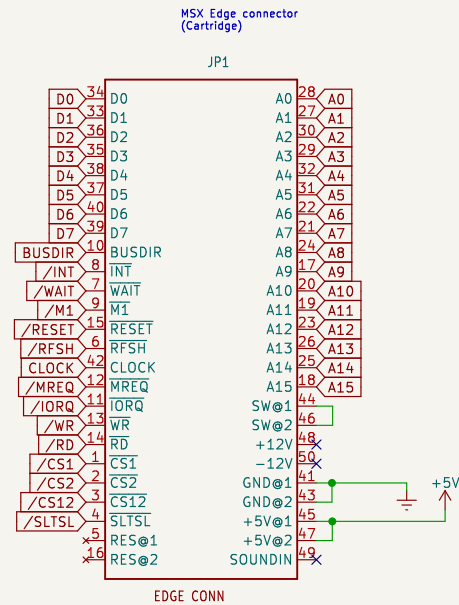 MSX Edge connector
(Cartridge)
JP1
D0 34 D0 A0 28 A0
D1 33 D1 A1 27 A1
D2 36 D2 A2 30 A2
D3 35 D3 A3 29 A3
D4 38 D4 A4 32 A4
D5 37 D5 A5 31 A5
D6 40 D6 A6 22 A6
D7 39 D7 A7 21 A7
BUSDIR 10 BUSDIR A8 24 A8
/INT 8 INT A9 17 A9
/WAIT 7 WAIT A10 20 A10
/M1 9 M1 A11 19 A11
/RESET 15 RESET A12 23 A12
/RFSH 6 RFSH A13 26 A13
CLOCK 42 CLOCK A14 25 A14
/MREQ 12 MREQ A15 18 A15
/IORQ 11 IORQ SW@1 44
/WR 13 WR SW@2 46
/RD 14 RD +12V 48
/CS1 1 CS1 -12V 50
/CS2 2 CS2 GND@1 41 +5V
/CS12 3 CS12 GND@2 43
/SLTSL 4 SLTSL +5V@1 45
5 RES@1 +5V@2 47
16 RES@2 SOUNDIN 49
EDGE CONN